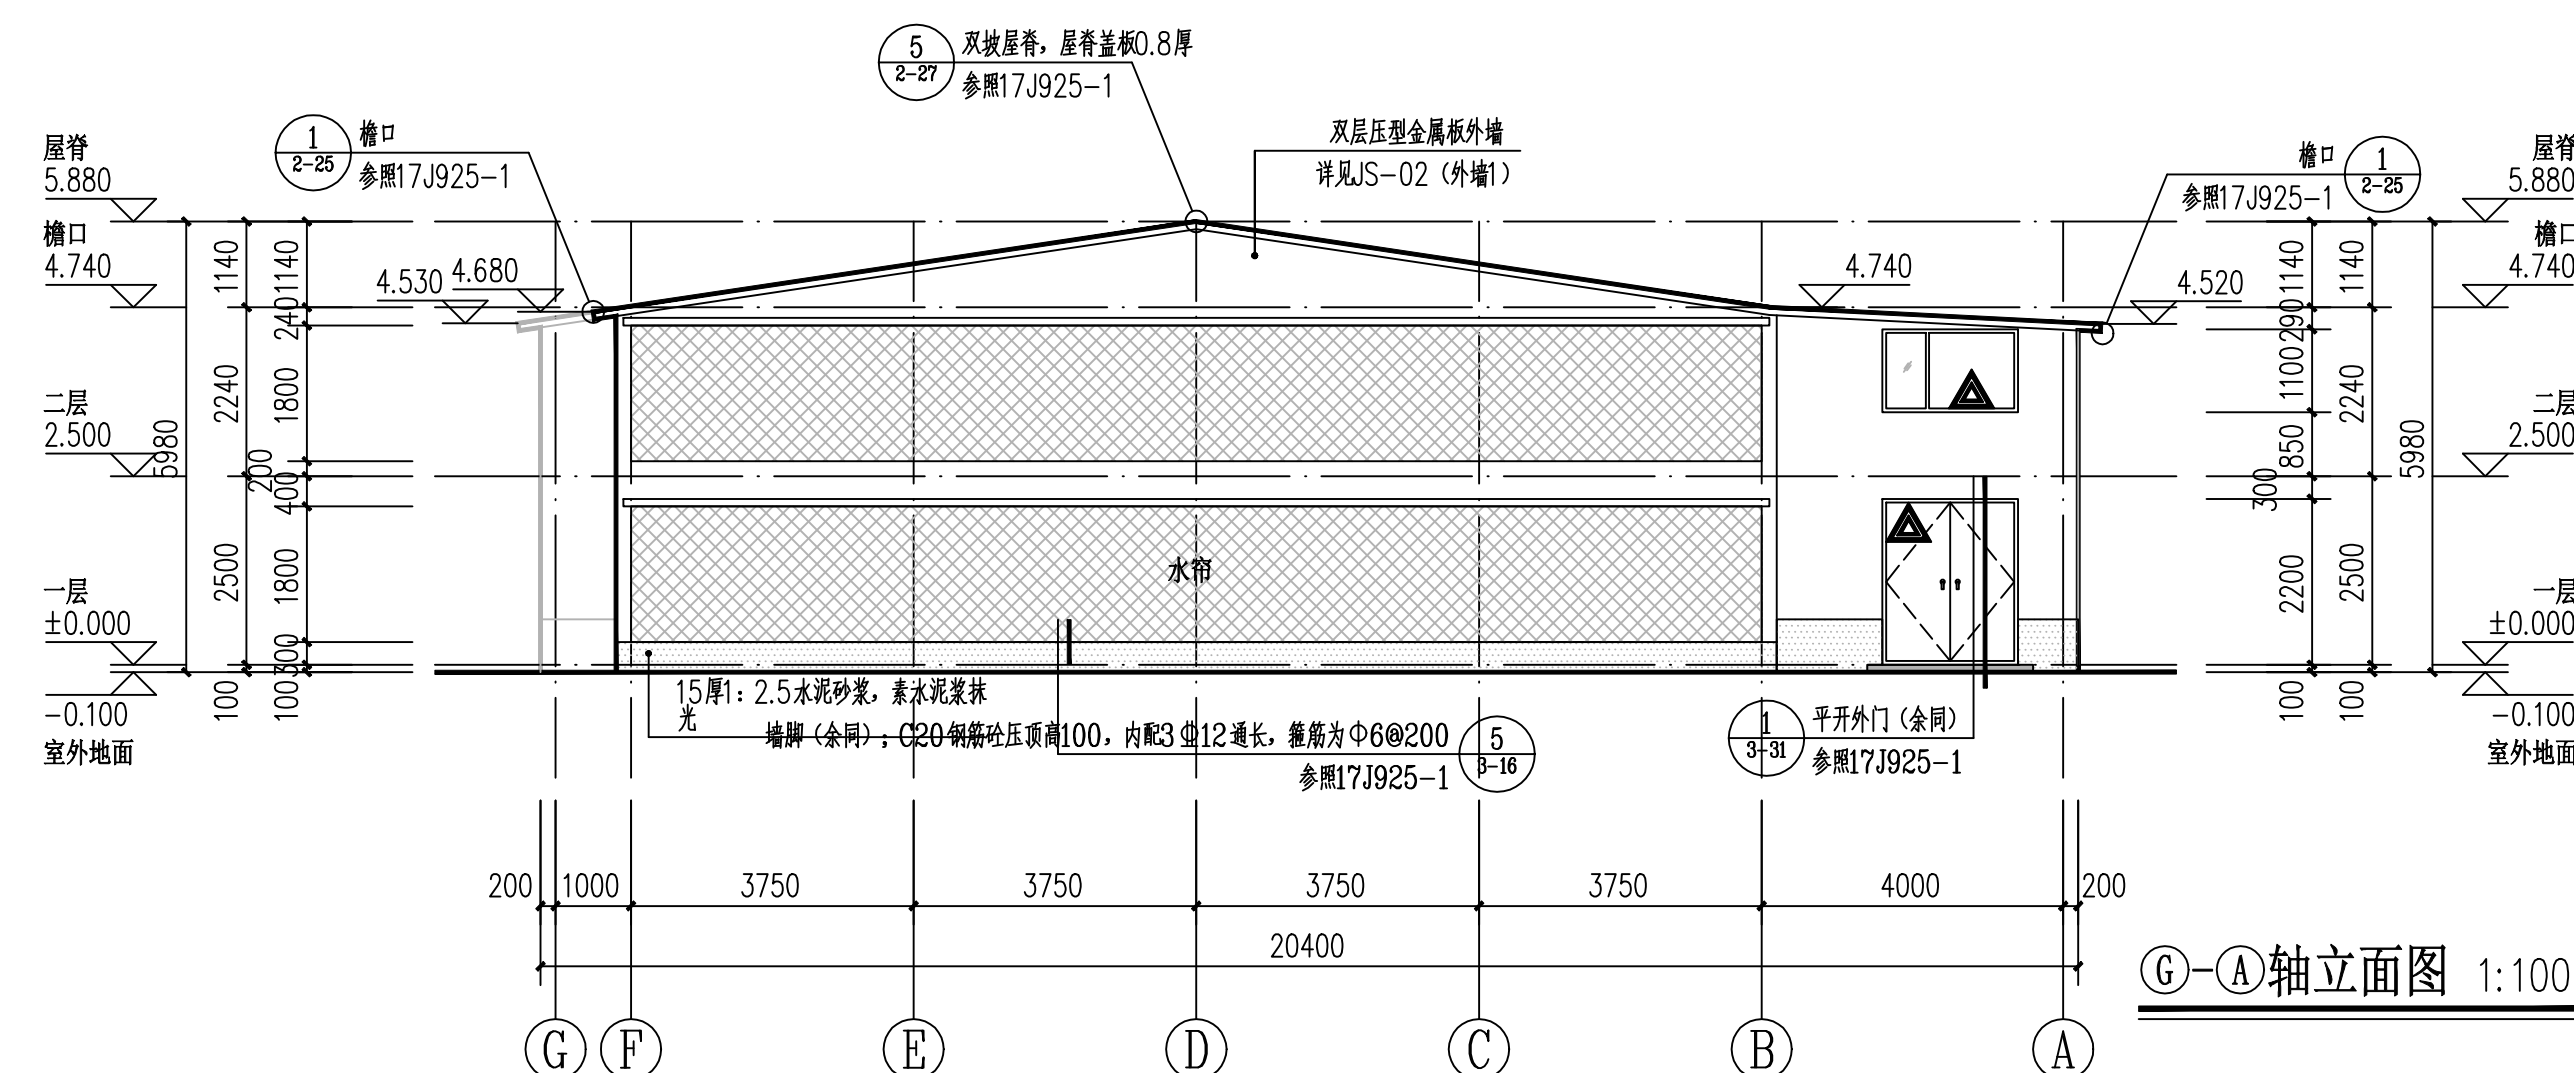 5
2-27
双坡屋脊，屋脊盖板0.8厚
参照17J925-1
1
2-25
檐口
参照17J925-1
双层压型金属板外墙
详见JS-02（外墙1）
檐口
参照17J925-1
1
2-25
屋脊
5.880
檐口
4.740
二层
2.500
一层
±0.000
-0.100
室外地面
5980
1140
2240
2500
100
1140
240
1800
200
400
1800
300
100
4.530
4.680
4.740
4.520
水帘
15厚1：2.5水泥砂浆，素水泥浆抹
光
墙脚（余同）；C20钢筋砼压顶高100，内配3Φ12通长，箍筋为Φ6@200
参照17J925-1
5
3-16
1
3-31
平开外门（余同）
参照17J925-1
1140
290
1100
850
300
2200
100
1140
2240
2500
100
5980
屋脊
5.880
檐口
4.740
二层
2.500
一层
±0.000
-0.100
室外地面
200
1000
3750
3750
3750
3750
4000
200
20400
G
F
E
D
C
B
A
G-A轴立面图 1:100